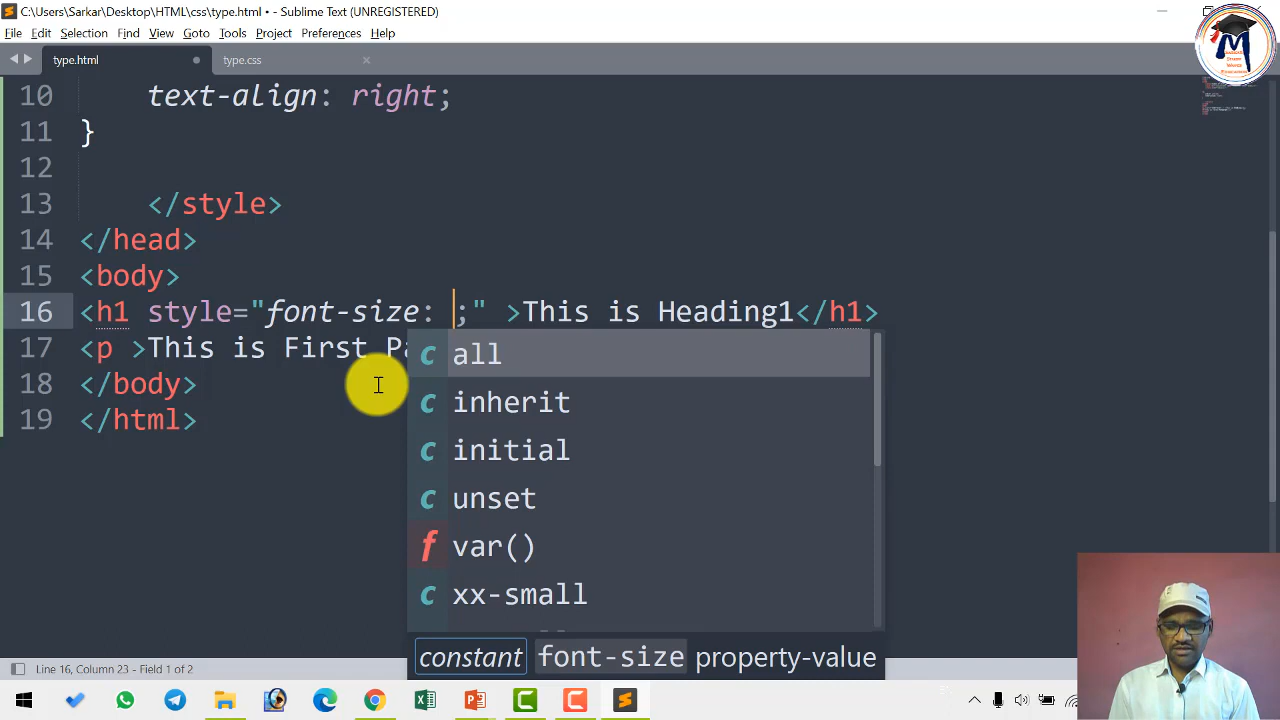 C:\Users\Sarkar\Desktop\HTML\css\type.html • - Sublime Text (UNREGISTERED)
File Edit Selection Find View Goto Tools Project Preferences Help
type.html
type.css
10 text-align: right;
11 }
12
13 </style>
14 </head>
15 <body>
16 <h1 style="font-size: ;" >This is Heading1</h1>
17 <p >This is First Pa
18 </body>
19 </html>
c all
c inherit
c initial
c unset
f var()
c xx-small
constant font-size property-value
Line 16, Column 23 - Field 1 of 2